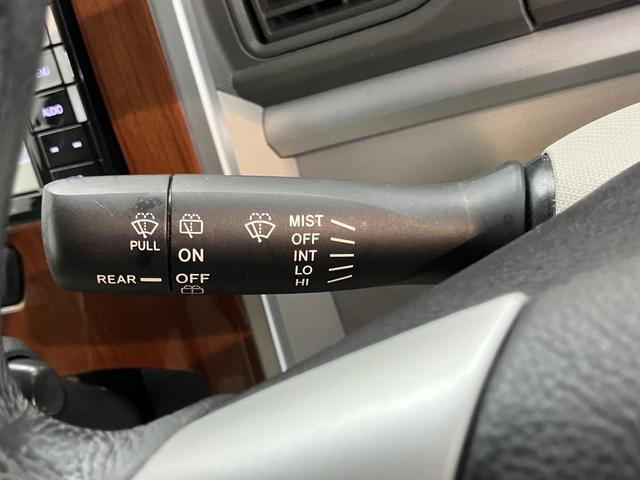 AUDIO
PULL
REAR
ON
OFF
MIST
OFF
INT
LO
HI